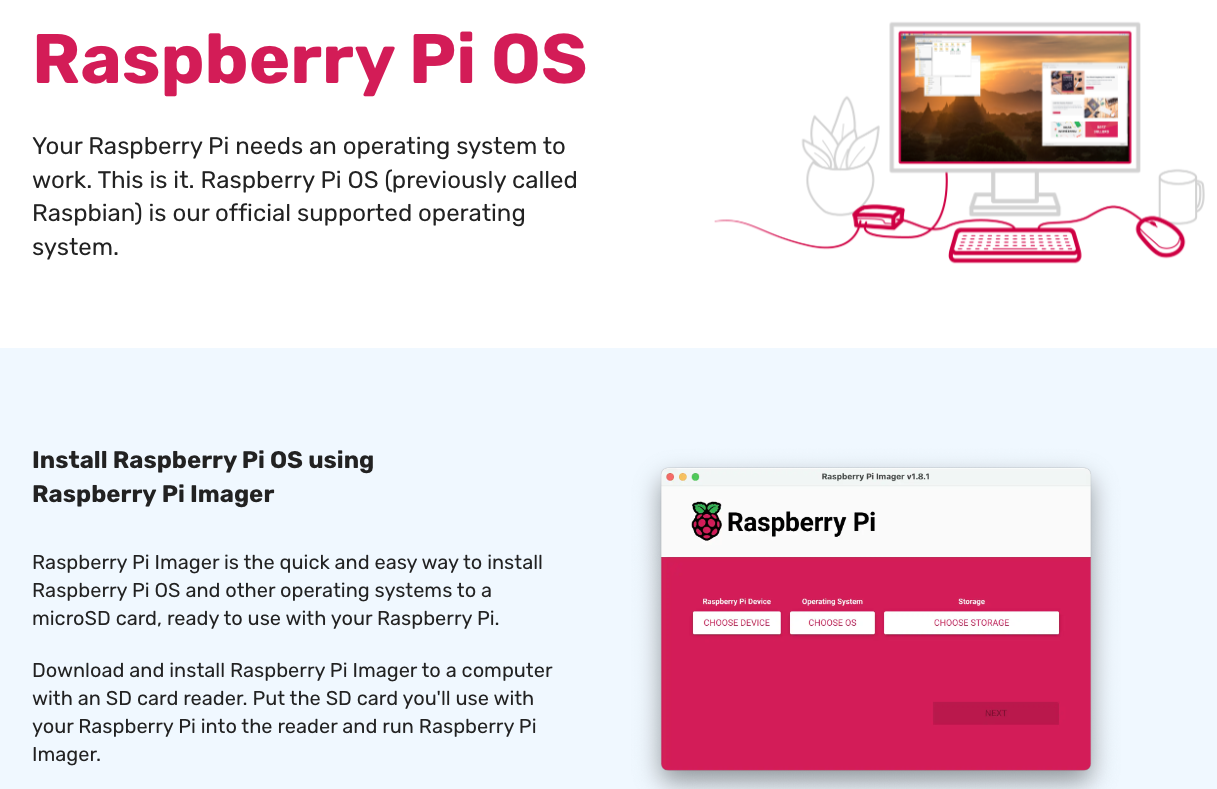 Raspberry Pi OS
Your Raspberry Pi needs an operating system to
work. This is it. Raspberry Pi OS (previously called
Raspbian) is our official supported operating
system.
Install Raspberry Pi OS using
Raspberry Pi Imager
Raspberry Pi Imager is the quick and easy way to install
Raspberry Pi OS and other operating systems to a
microSD card, ready to use with your Raspberry Pi.
Download and install Raspberry Pi Imager to a computer
with an SD card reader. Put the SD card you'll use with
your Raspberry Pi into the reader and run Raspberry Pi
Imager.
Raspberry Pi Imager v1.8.1
Raspberry Pi
Raspberry Pi Device
Operating System
Storage
CHOOSE DEVICE
CHOOSE OS
CHOOSE STORAGE
NEXT